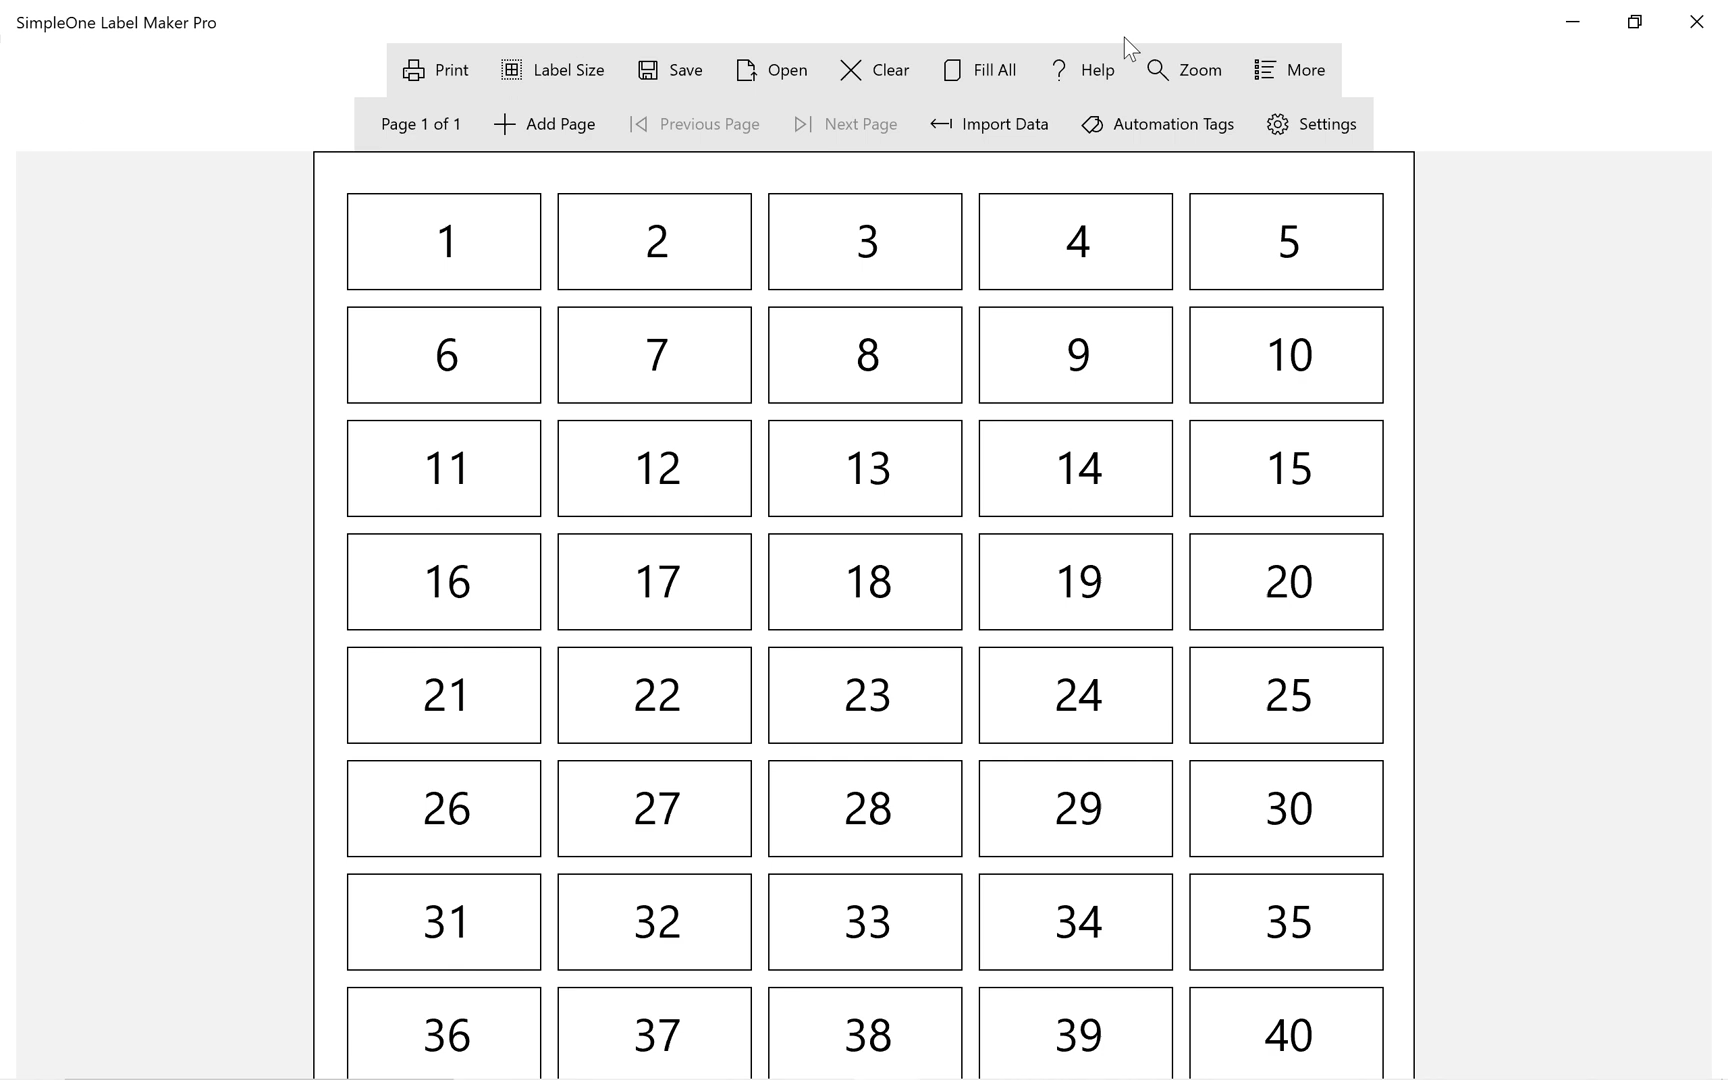 SimpleOne Label Maker Pro
Print Label Size Save Open Clear Fill All Help Zoom More
Page 1 of 1 Add Page Previous Page Next Page Import Data Automation Tags Settings
1 2 3 4 5
6 7 8 9 10
11 12 13 14 15
16 17 18 19 20
21 22 23 24 25
26 27 28 29 30
31 32 33 34 35
36 37 38 39 40